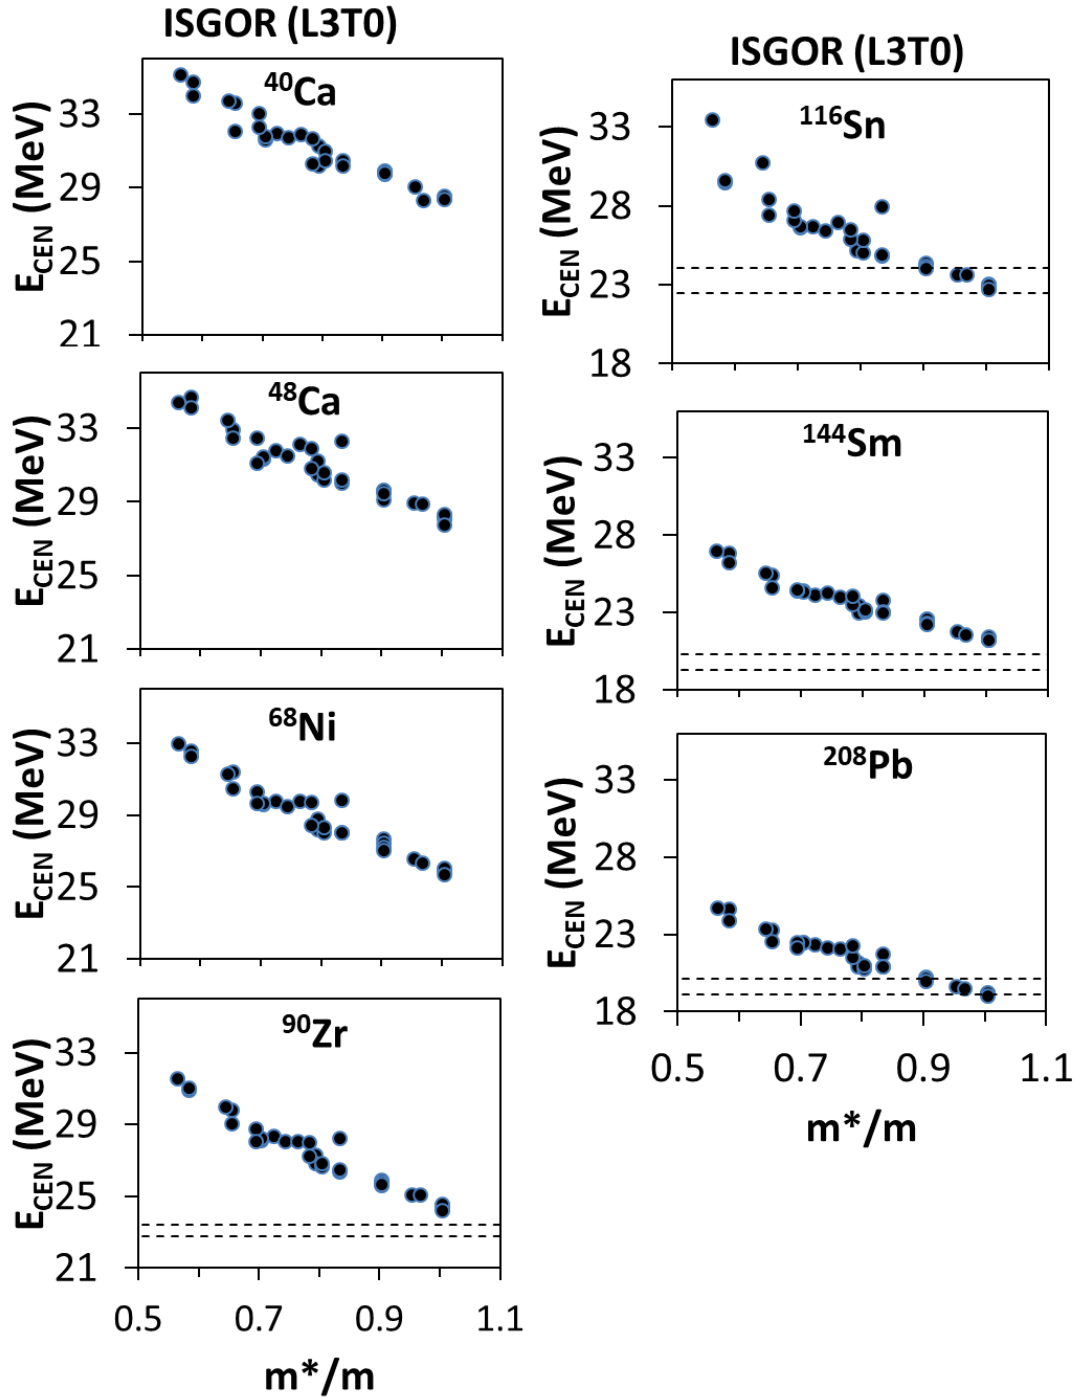 ISGOR (L3T0)
40Ca
E_CEN (MeV)
33
29
25
21
48Ca
E_CEN (MeV)
33
29
25
21
68Ni
E_CEN (MeV)
33
29
25
21
90Zr
E_CEN (MeV)
33
29
25
21
0.5 0.7 0.9 1.1
m*/m
ISGOR (L3T0)
116Sn
E_CEN (MeV)
33
28
23
18
144Sm
E_CEN (MeV)
33
28
23
18
208Pb
E_CEN (MeV)
33
28
23
18
0.5 0.7 0.9 1.1
m*/m